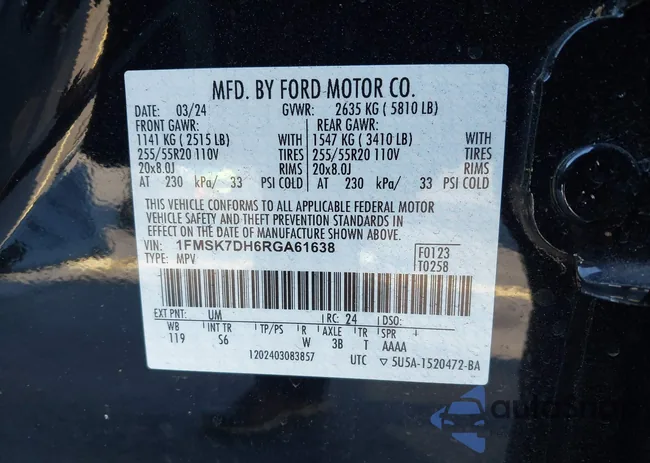 MFD. BY FORD MOTOR CO.
DATE: 03/24 GVWR: 2635 KG ( 5810 LB)
FRONT GAWR: REAR GAWR:
1141 KG ( 2515 LB) WITH 1547 KG ( 3410 LB) WITH
255/55R20 110V TIRES 255/55R20 110V TIRES
20x8.0J RIMS 20x8.0J RIMS
AT 230 kPa/ 33 PSI COLD AT 230 kPa/ 33 PSI COLD
THIS VEHICLE CONFORMS TO ALL APPLICABLE FEDERAL MOTOR
VEHICLE SAFETY AND THEFT PREVENTION STANDARDS IN
EFFECT ON THE DATE OF MANUFACTURE SHOWN ABOVE.
VIN: 1FMSK7DH6RGA61638 F0123
TYPE: MPV T0258
EXT PNT: UM RC: 24
WB INT TR TP/PS R AXLE TR SPR
119 S6 W 3B T AAAA
1202403083857 UTC ▽ 5U5A-1520472-BA